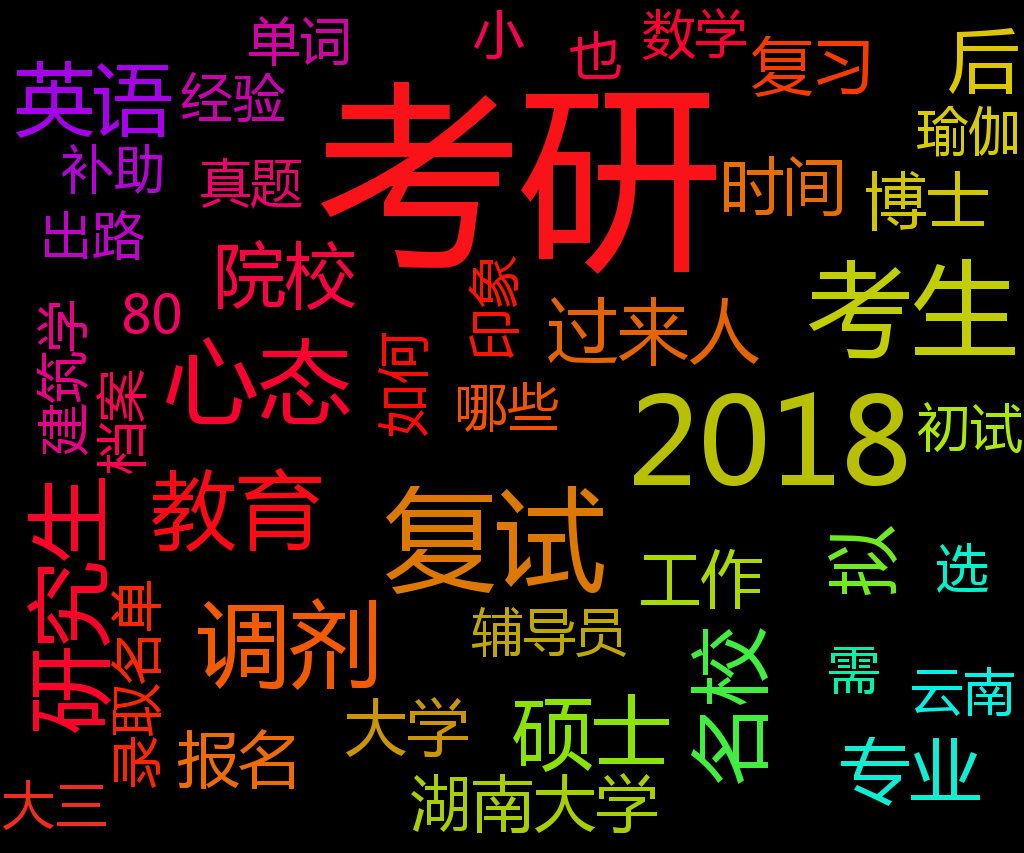 单词
小
也
数学
复习
后
英语
经验
考研
瑜伽
补助
真题
时间
博士
出路
院校
印象
过来人
考生
80
建筑学
档案
心态
如何
哪些
2018
初试
研究生
教育
复试
工作
拟
选
录取名单
调剂
辅导员
名校
需
云南
报名
大学
硕士
专业
大三
湖南大学